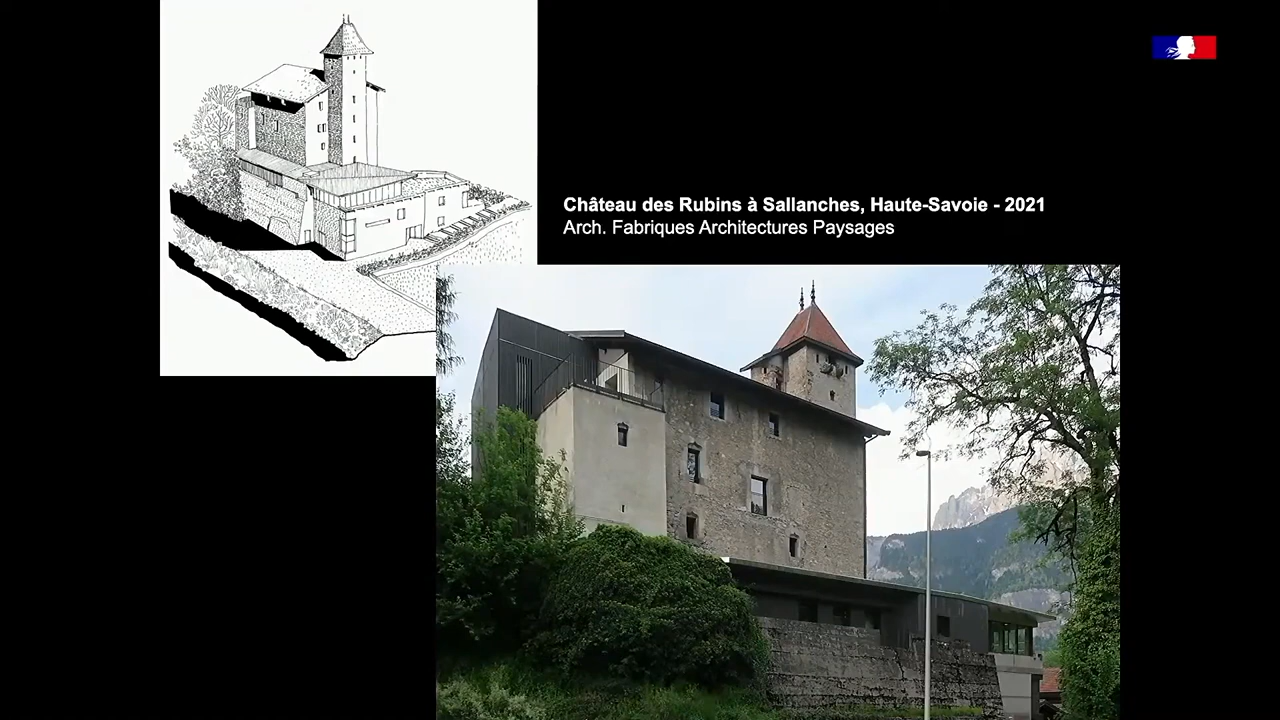 Château des Rubins à Sallanches, Haute-Savoie - 2021
Arch. Fabriques Architectures Paysages